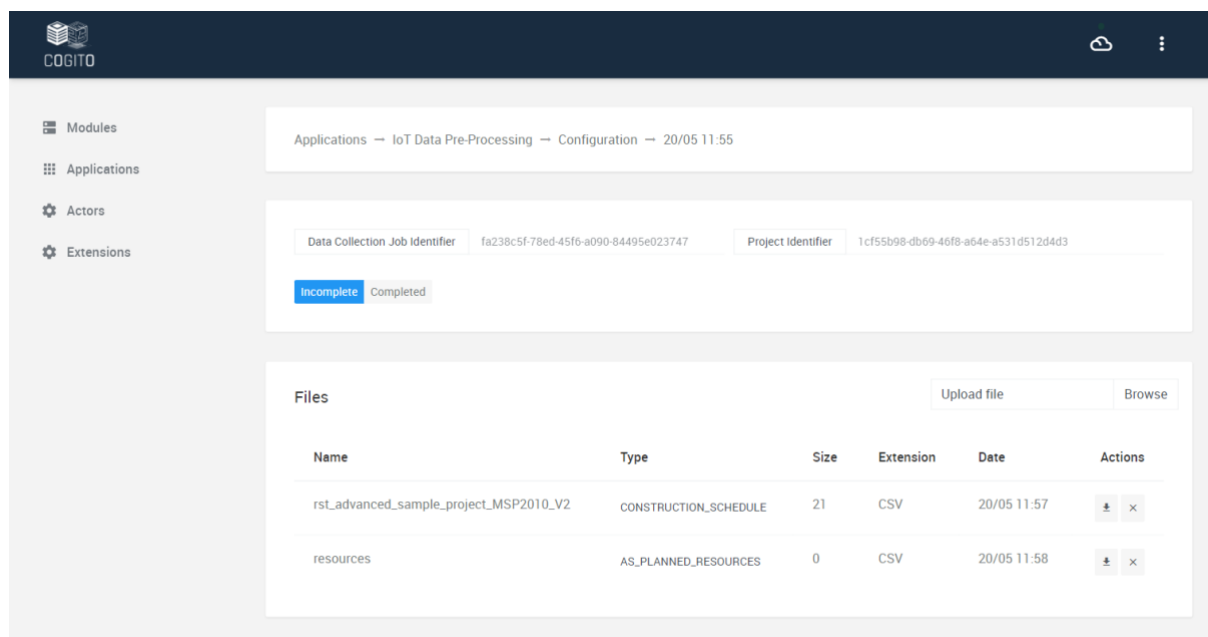 COGITO
Modules
Applications
Actors
Extensions
Applications → IoT Data Pre-Processing → Configuration → 20/05 11:55
Data Collection Job Identifier fa238c5f-78ed-45f6-a090-84495e023747 Project Identifier 1cf55b98-db69-46f8-a64e-a531d512d4d3
Incomplete Completed
Files Upload file Browse
Name Type Size Extension Date Actions
rst_advanced_sample_project_MSP2010_V2 CONSTRUCTION_SCHEDULE 21 CSV 20/05 11:57
resources AS_PLANNED_RESOURCES 0 CSV 20/05 11:58